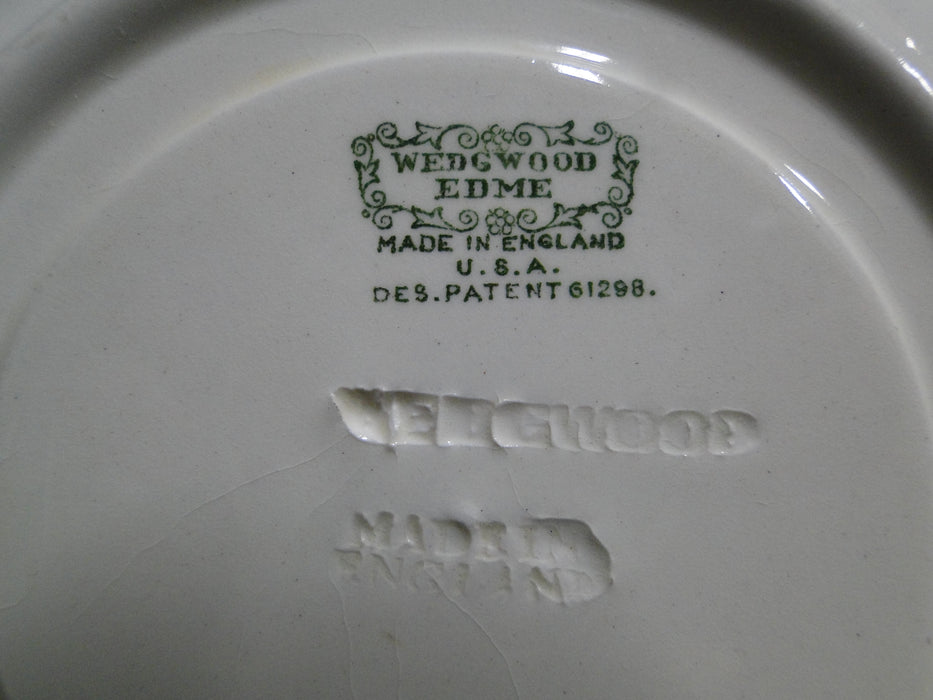 WEDGWOOD
EDME
MADE IN ENGLAND
U.S.A.
DES. PATENT 61298.
WEDGWOOD
MADE IN
ENGLAND